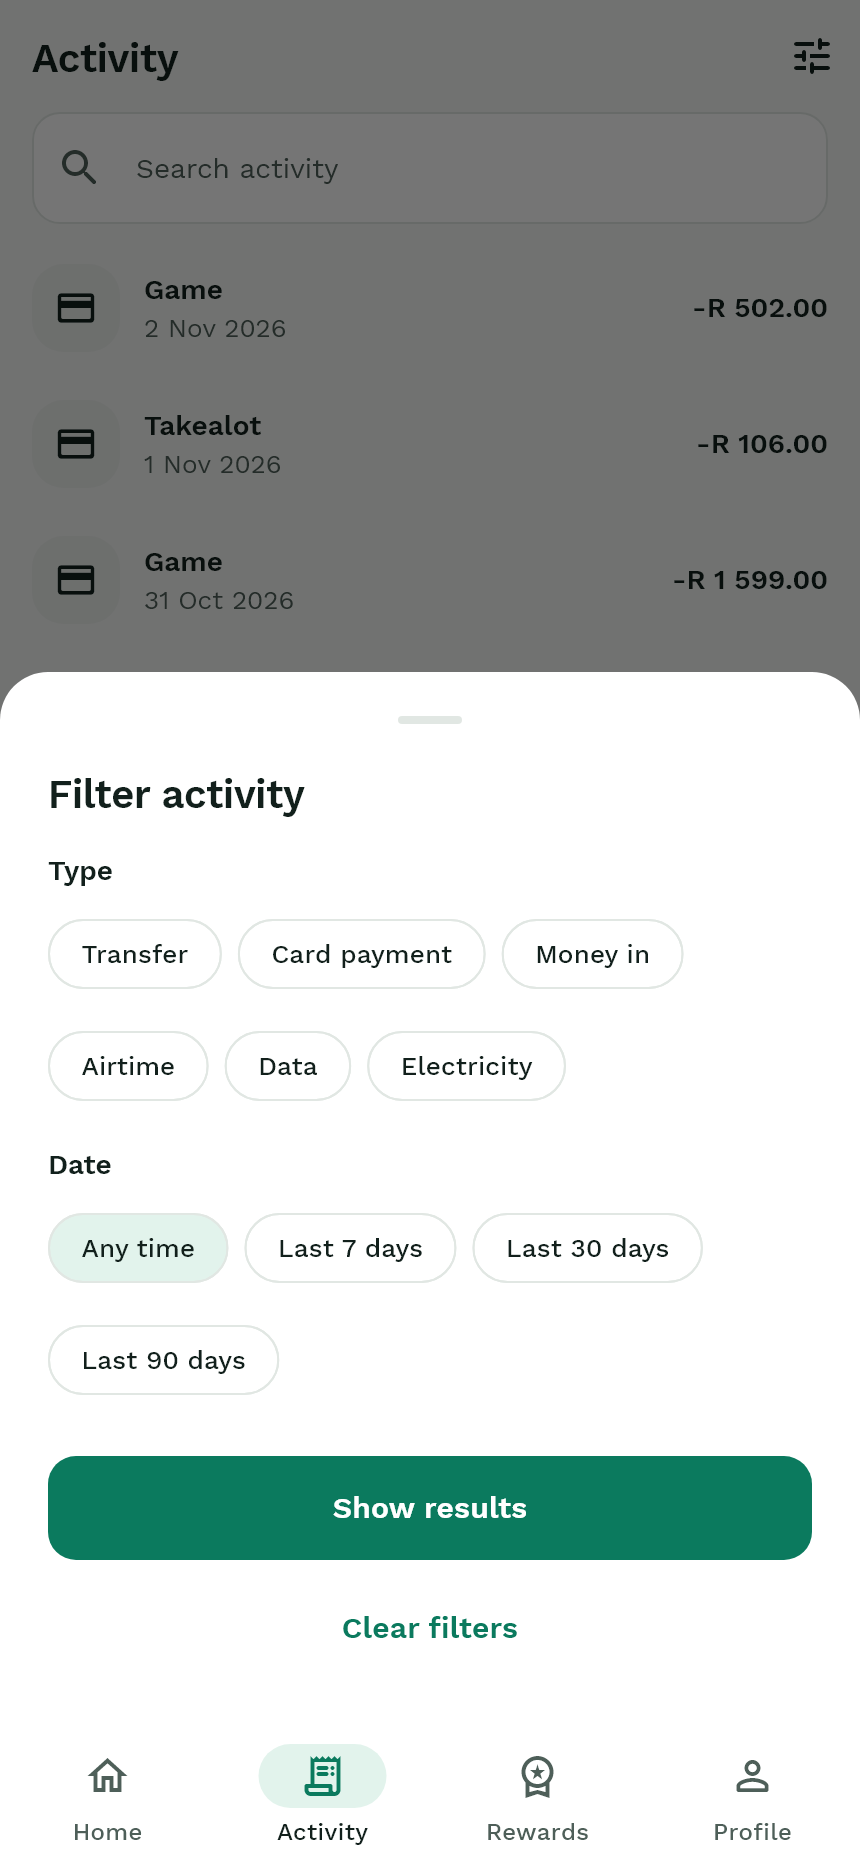 Activity
Search activity
Game
2 Nov 2026
-R 502.00
Takealot
1 Nov 2026
-R 106.00
Game
31 Oct 2026
-R 1 599.00
Filter activity
Type
Transfer Card payment Money in
Airtime Data Electricity
Date
Any time Last 7 days Last 30 days
Last 90 days
Show results
Clear filters
Home Activity Rewards Profile